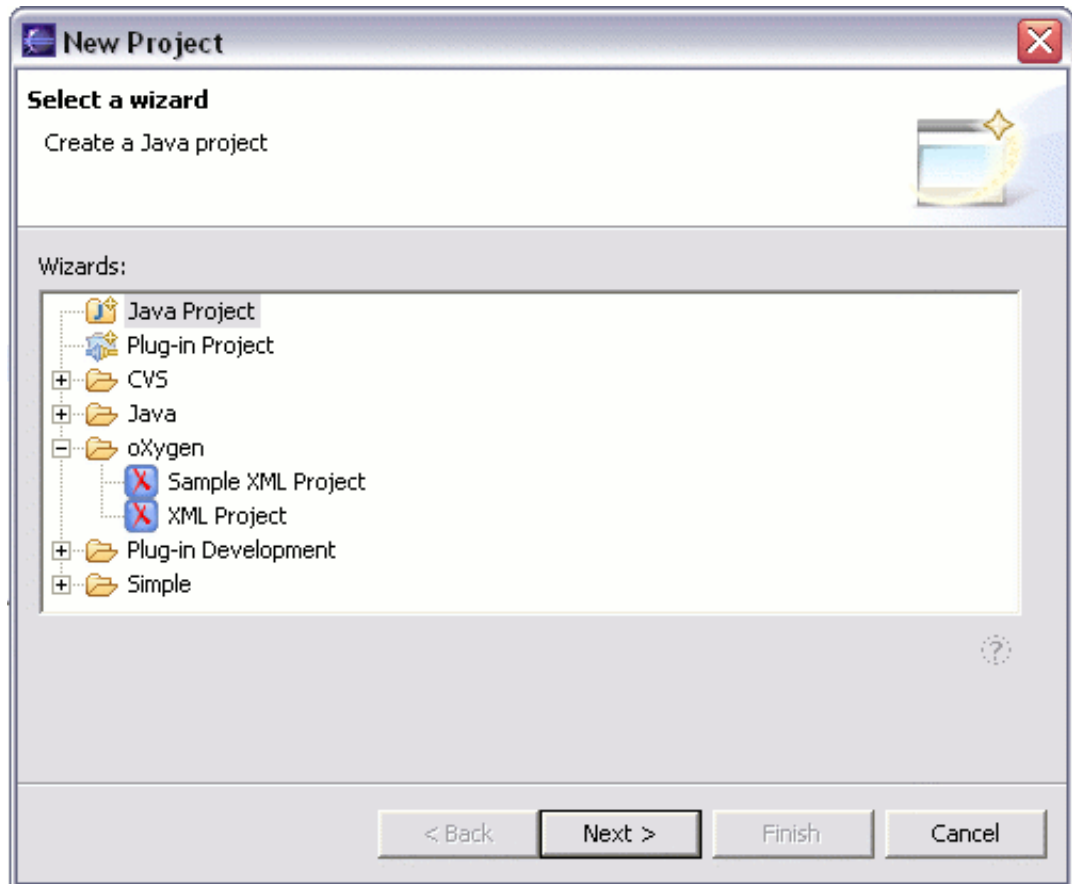 New Project
Select a wizard
Create a Java project
Wizards:
Java Project
Plug-in Project
CVS
Java
oXygen
Sample XML Project
XML Project
Plug-in Development
Simple
?
< Back Next > Finish Cancel